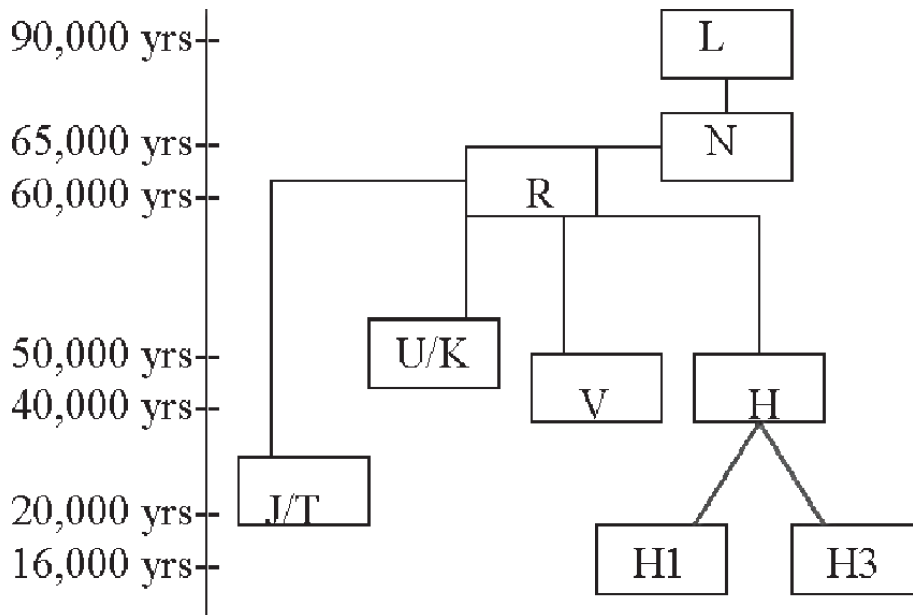 90,000 yrs
L
65,000 yrs
N
60,000 yrs
R
50,000 yrs
U/K
V
H
40,000 yrs
J/T
20,000 yrs
16,000 yrs
H1
H3